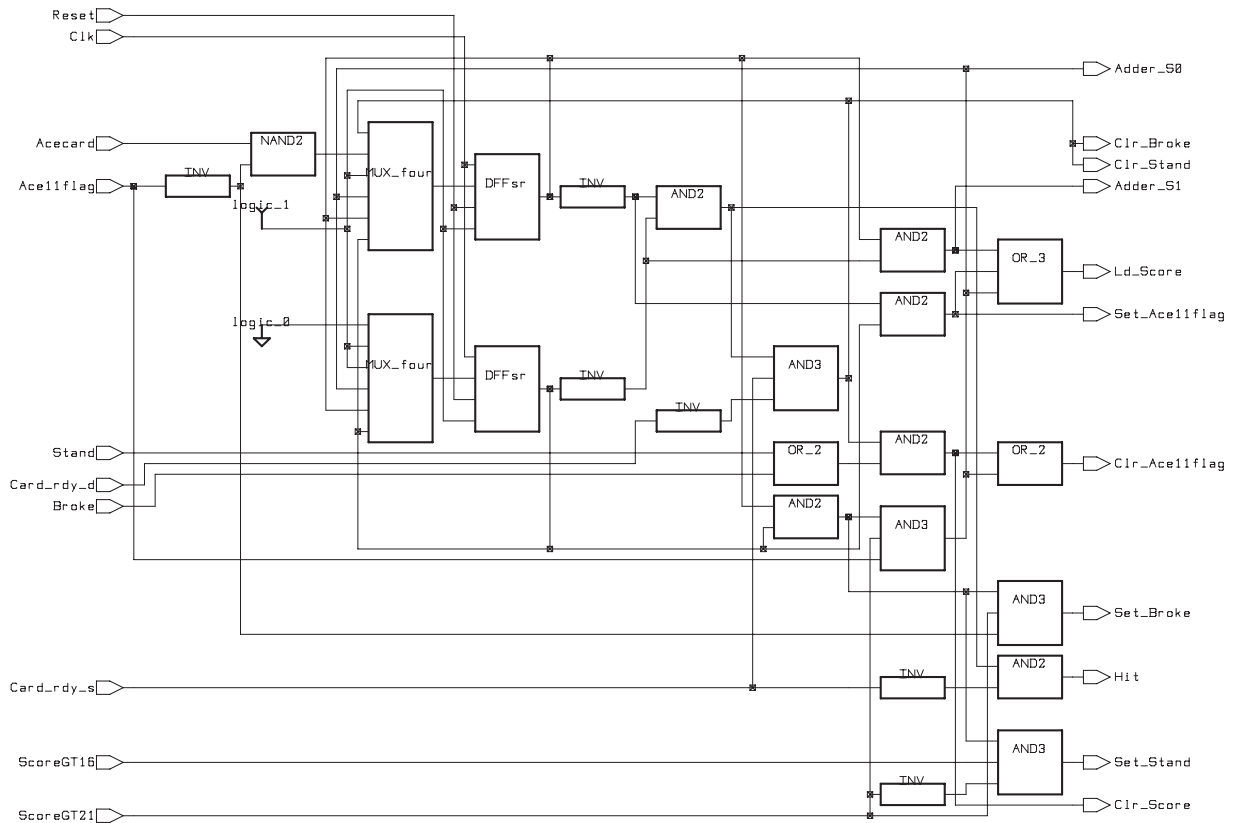 Reset
Clk
Adder_S0
Acecard
NAND2
Clr_Broke
MUX_four
DFFsr
Clr_Stand
Ace11flag
INV
INV
AND2
Adder_S1
logic_1
AND2
OR_3
Ld_Score
AND2
Set_Ace11flag
logic_0
MUX_four
DFFsr
INV
AND3
INV
Stand
OR_2
AND2
OR_2
Clr_Ace11flag
Card_rdy_d
Broke
AND2
AND3
AND3
Set_Broke
Card_rdy_s
INV
AND2
Hit
ScoreGT16
AND3
Set_Stand
INV
Clr_Score
ScoreGT21